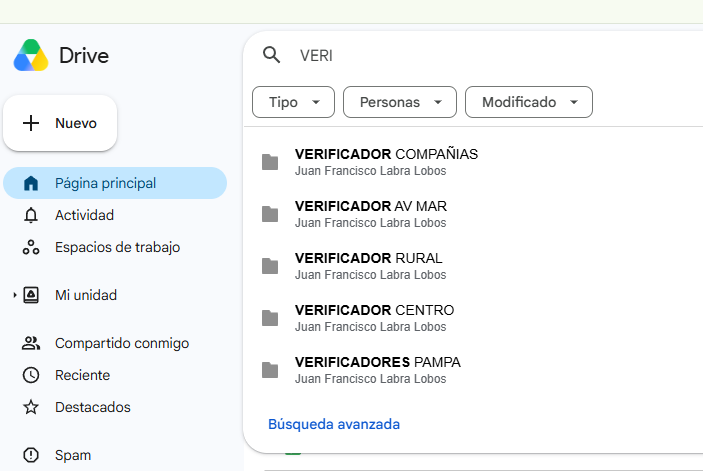 Drive
VERI
Tipo
Personas
Modificado
Nuevo
VERIFICADOR COMPAÑIAS
Juan Francisco Labra Lobos
Página principal
VERIFICADOR AV MAR
Juan Francisco Labra Lobos
Actividad
Espacios de trabajo
VERIFICADOR RURAL
Juan Francisco Labra Lobos
Mi unidad
VERIFICADOR CENTRO
Juan Francisco Labra Lobos
Compartido conmigo
VERIFICADORES PAMPA
Juan Francisco Labra Lobos
Reciente
Destacados
Búsqueda avanzada
Spam